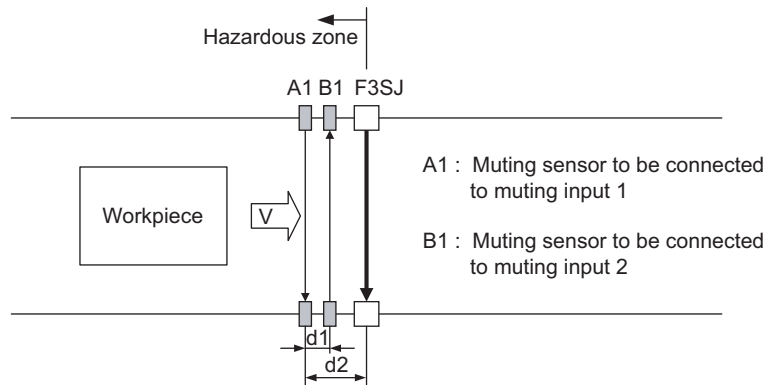 Hazardous zone
A1 B1 F3SJ
A1 : Muting sensor to be connected
to muting input 1
Workpiece
V
B1 : Muting sensor to be connected
to muting input 2
d1
d2